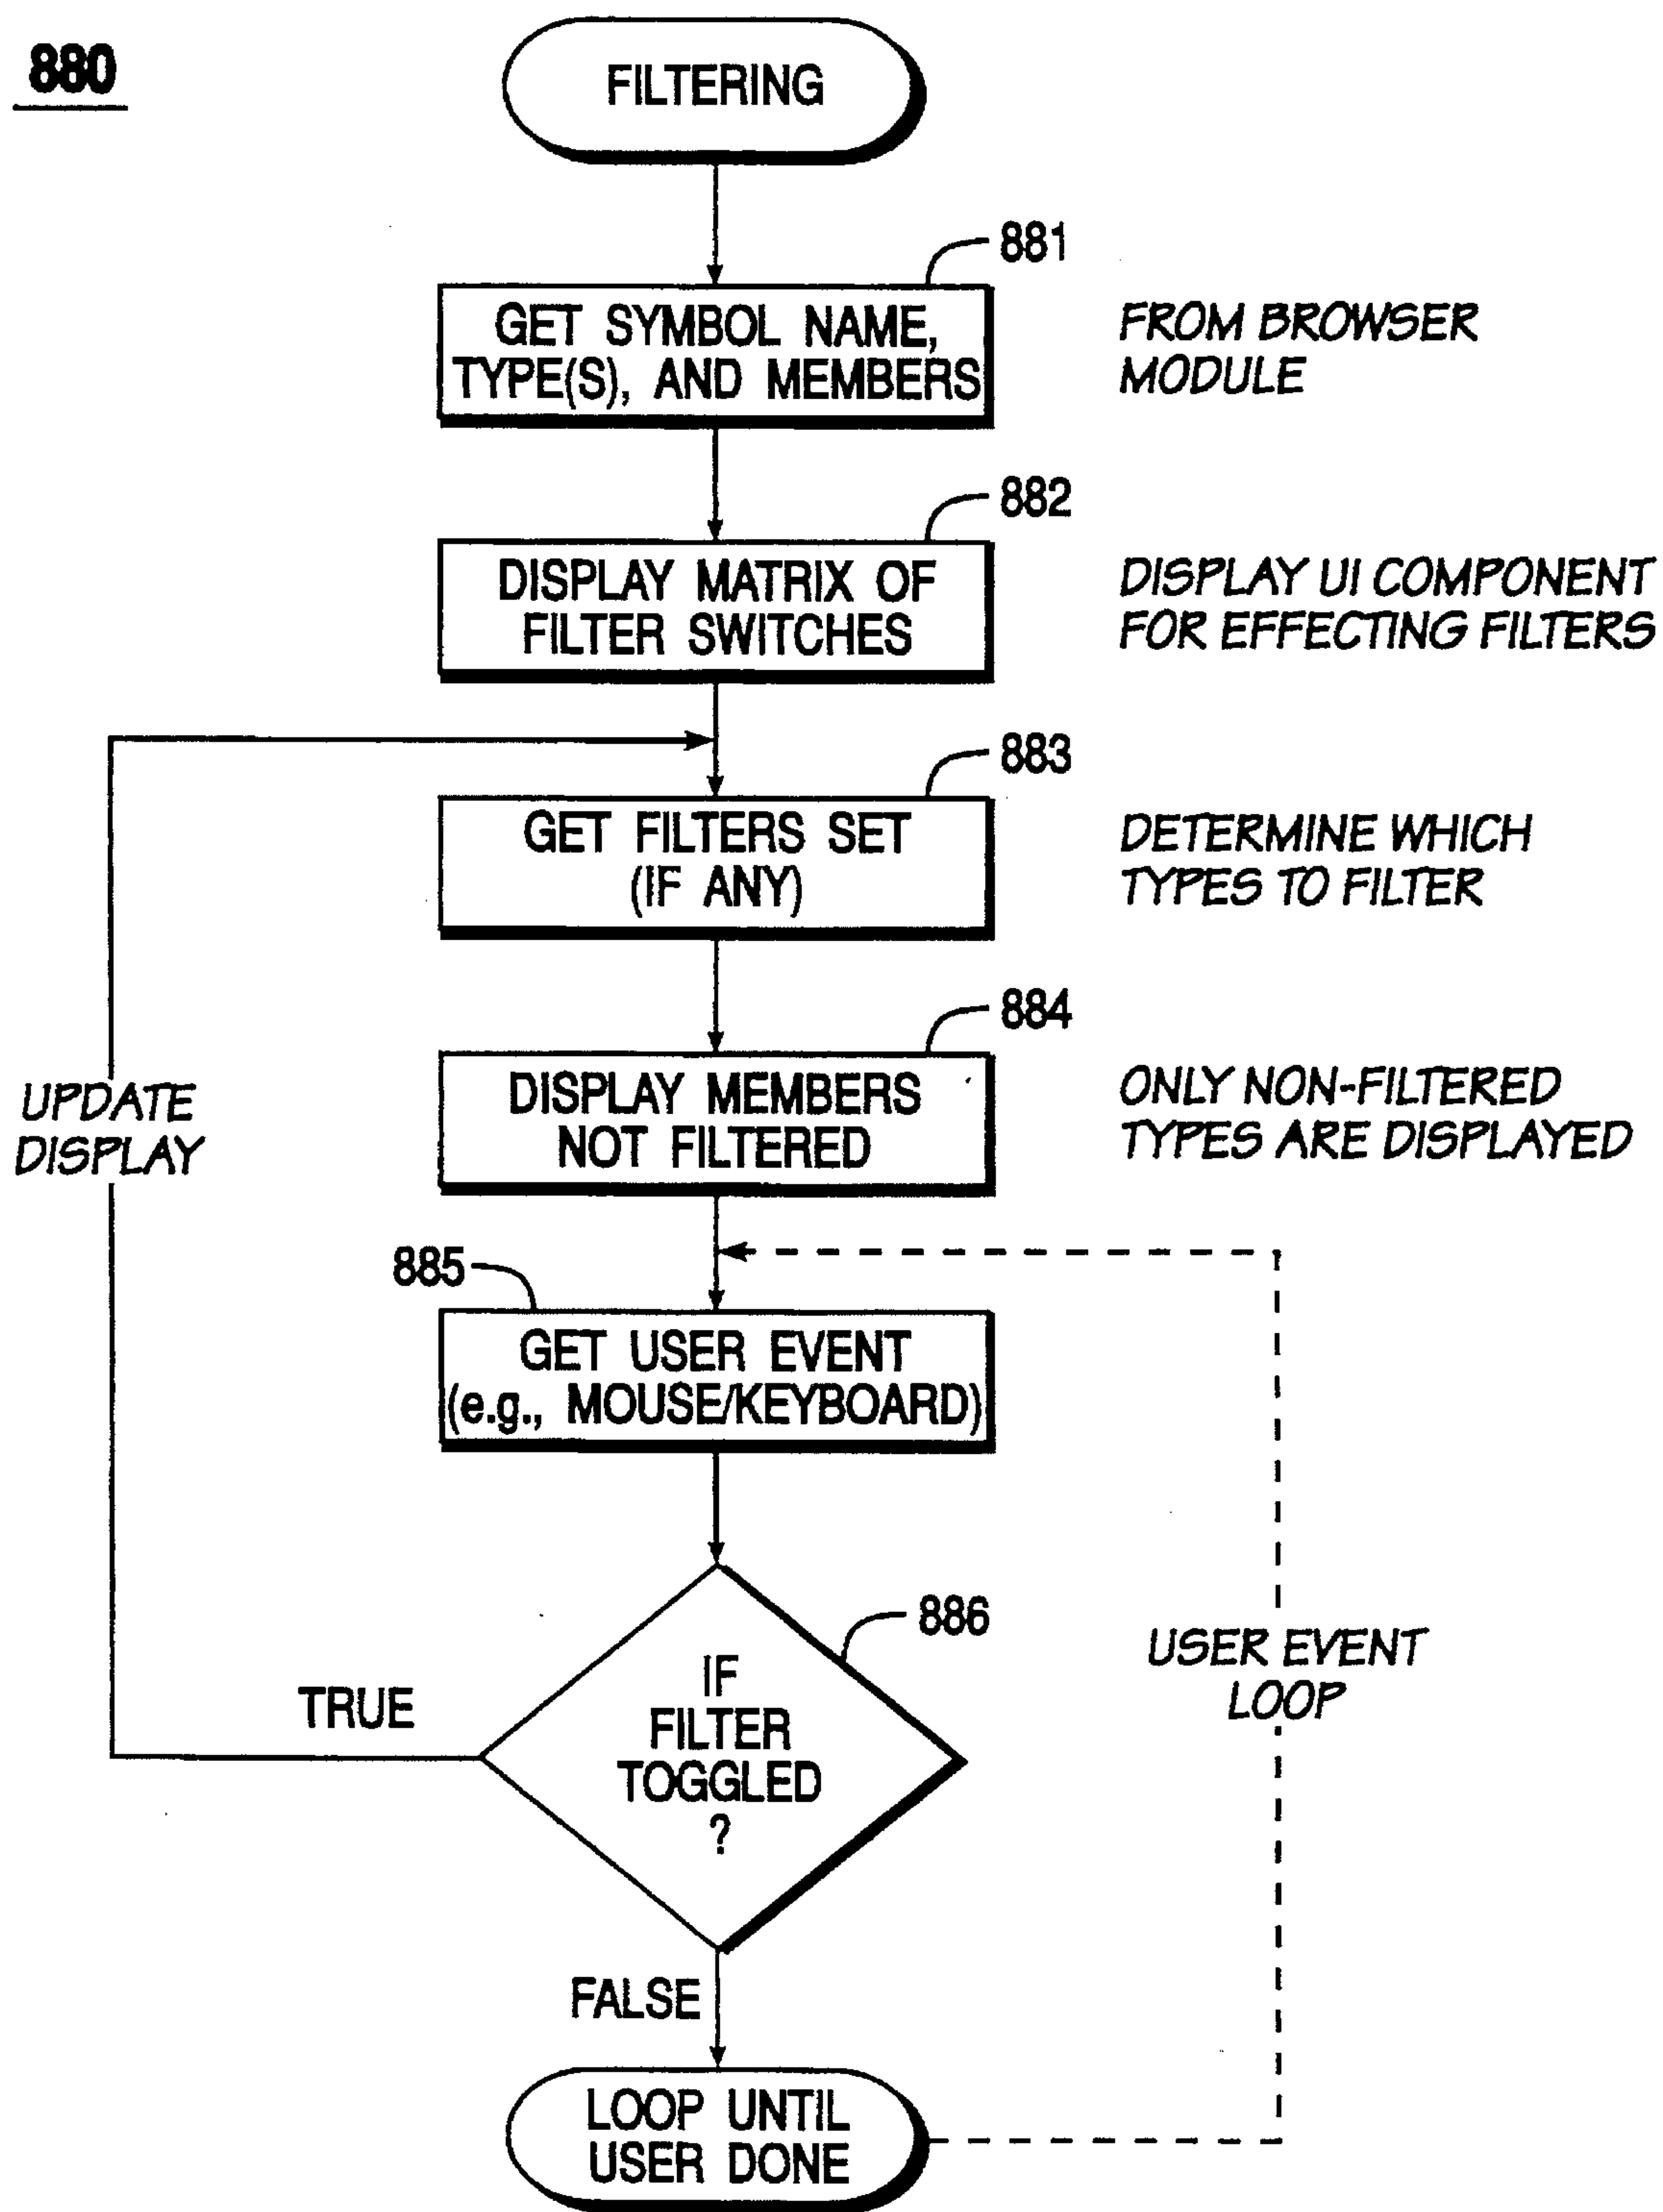 880
FILTERING
881
GET SYMBOL NAME,
TYPE(S), AND MEMBERS
FROM BROWSER
MODULE
882
DISPLAY MATRIX OF
FILTER SWITCHES
DISPLAY UI COMPONENT
FOR EFFECTING FILTERS
883
GET FILTERS SET
(IF ANY)
DETERMINE WHICH
TYPES TO FILTER
884
DISPLAY MEMBERS
NOT FILTERED
ONLY NON-FILTERED
TYPES ARE DISPLAYED
UPDATE
DISPLAY
885
GET USER EVENT
(e.g., MOUSE/KEYBOARD)
886
IF
FILTER
TOGGLED
?
TRUE
USER EVENT
LOOP
FALSE
LOOP UNTIL
USER DONE